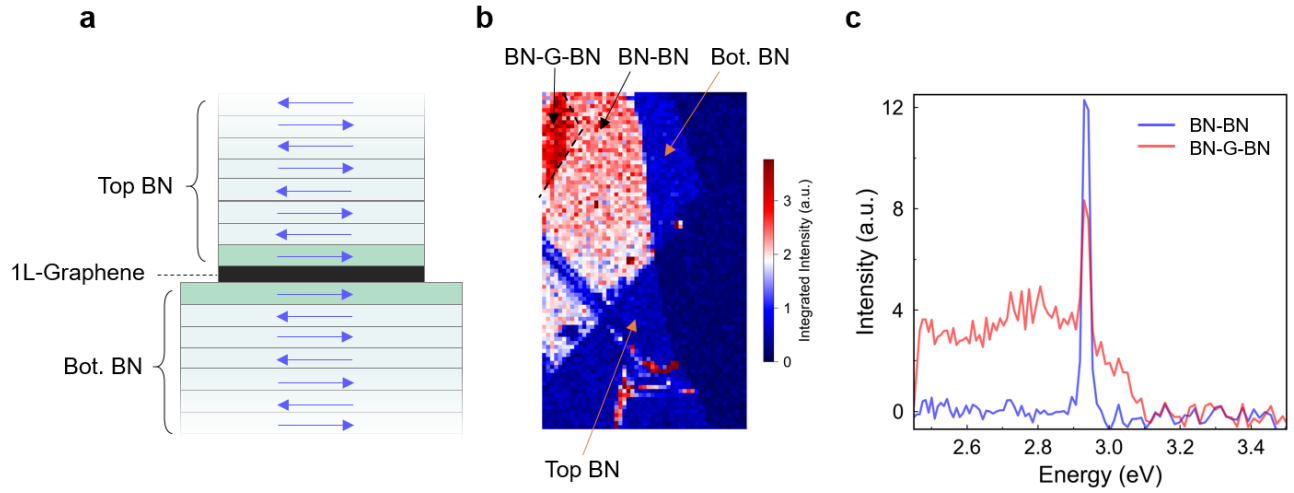 a
Top BN
1L-Graphene
Bot. BN
b
BN-G-BN
BN-BN
Bot. BN
Top BN
3
2
1
0
Integrated Intensity (a.u.)
c
12
8
4
0
Intensity (a.u.)
BN-BN
BN-G-BN
2.6 2.8 3.0 3.2 3.4
Energy (eV)